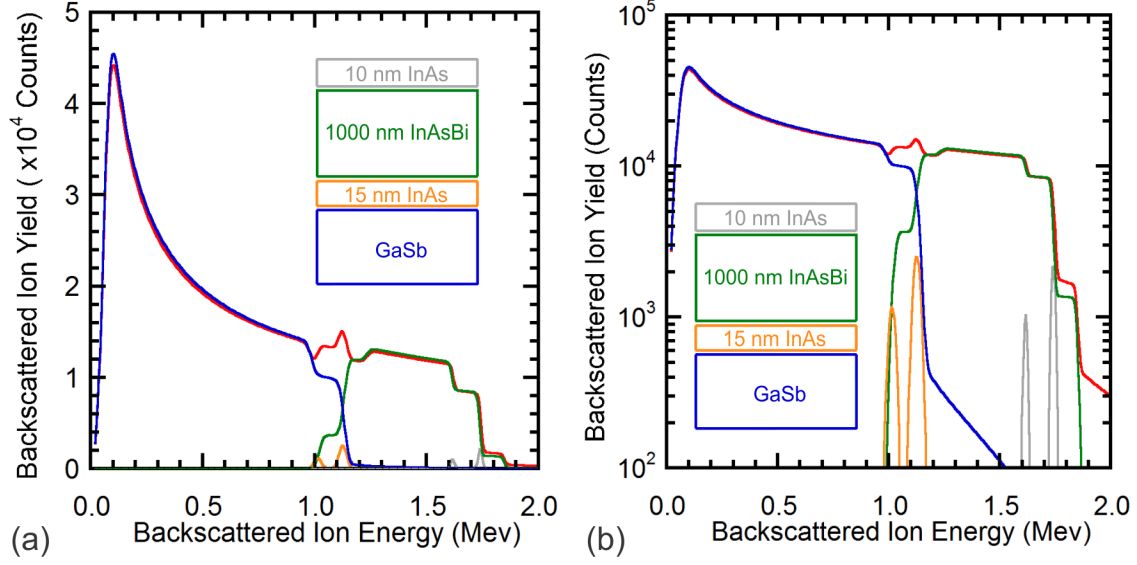 Backscattered Ion Yield ( x10⁴ Counts)
5
4
3
2
1
0
10 nm InAs
1000 nm InAsBi
15 nm InAs
GaSb
0.0 0.5 1.0 1.5 2.0
Backscattered Ion Energy (Mev)
(a)
Backscattered Ion Yield (Counts)
10⁵
10⁴
10³
10²
10 nm InAs
1000 nm InAsBi
15 nm InAs
GaSb
0.0 0.5 1.0 1.5 2.0
Backscattered Ion Energy (Mev)
(b)